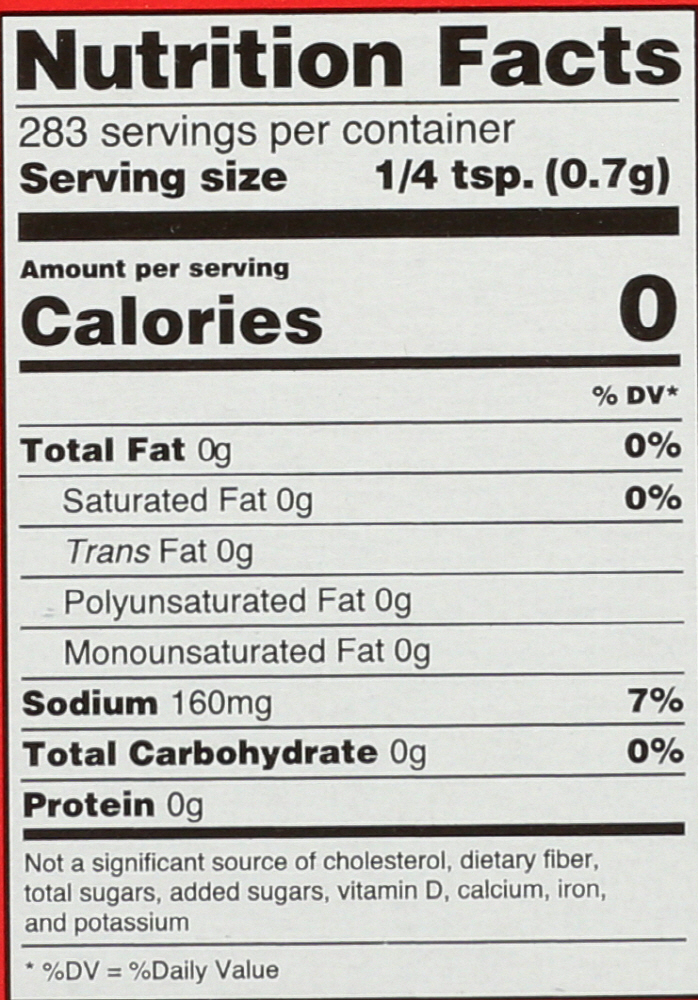 Nutrition Facts
283 servings per container
Serving size 1/4 tsp. (0.7g)
Amount per serving
Calories 0
% DV*
Total Fat 0g 0%
Saturated Fat 0g 0%
Trans Fat 0g
Polyunsaturated Fat 0g
Monounsaturated Fat 0g
Sodium 160mg 7%
Total Carbohydrate 0g 0%
Protein 0g
Not a significant source of cholesterol, dietary fiber,
total sugars, added sugars, vitamin D, calcium, iron,
and potassium
* %DV = %Daily Value